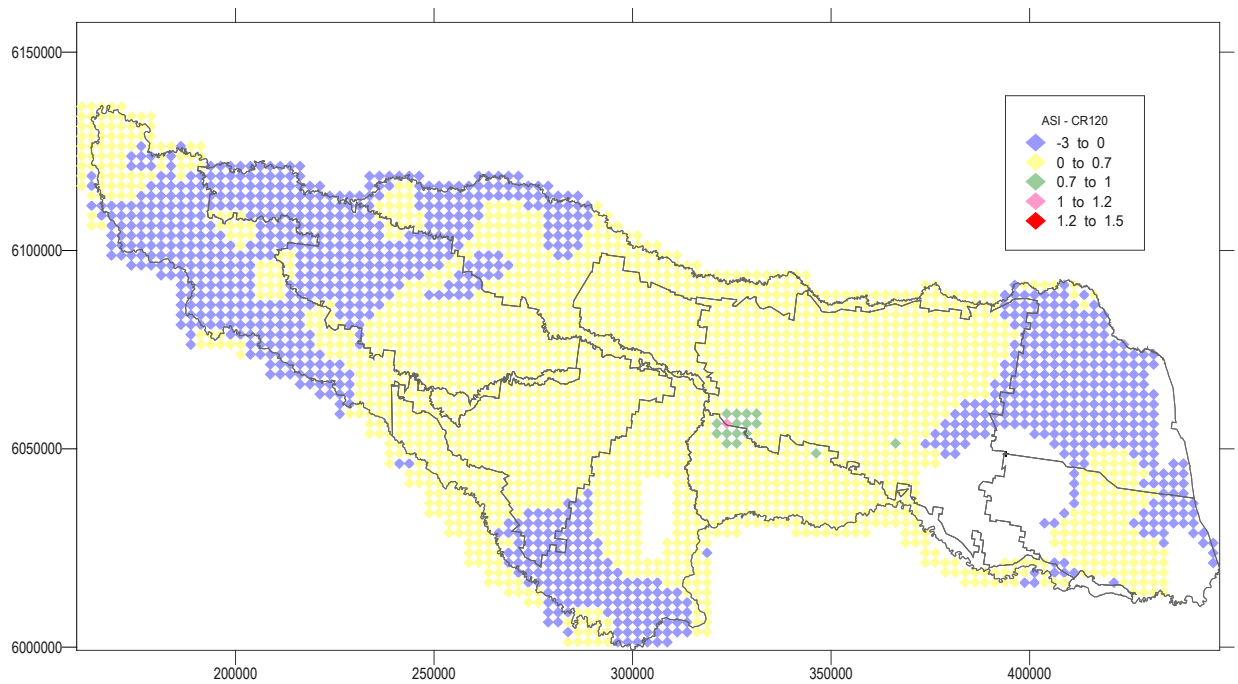 6150000
6100000
6050000
6000000
ASI - CR120
-3 to 0
0 to 0.7
0.7 to 1
1 to 1.2
1.2 to 1.5
200000 250000 300000 350000 400000